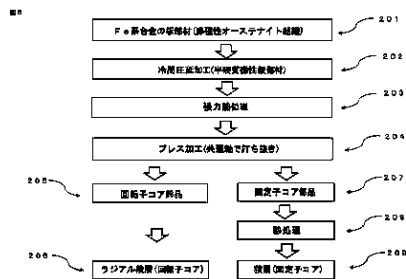 図5
Fe系合金の板部材(非磁性オーステナイト組織)
201
冷間圧延加工(半硬質磁性板部材)
202
張力熱処理
203
プレス加工(共通軸で打ち抜き)
204
205
回転子コア部品
固定子コア部品
207
熱処理
208
206
ラジアル積層(回転子コア)
積層(固定子コア)
209